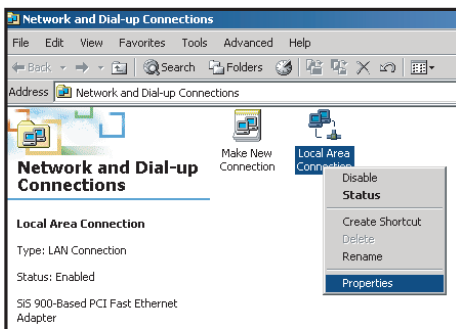 Network and Dial-up Connections
File Edit View Favorites Tools Advanced Help
Back Search Folders
Address Network and Dial-up Connections
Network and Dial-up
Connections
Local Area Connection
Type: LAN Connection
Status: Enabled
SiS 900-Based PCI Fast Ethernet
Adapter
Make New
Connection
Local Area
Connection
Disable
Status
Create Shortcut
Delete
Rename
Properties